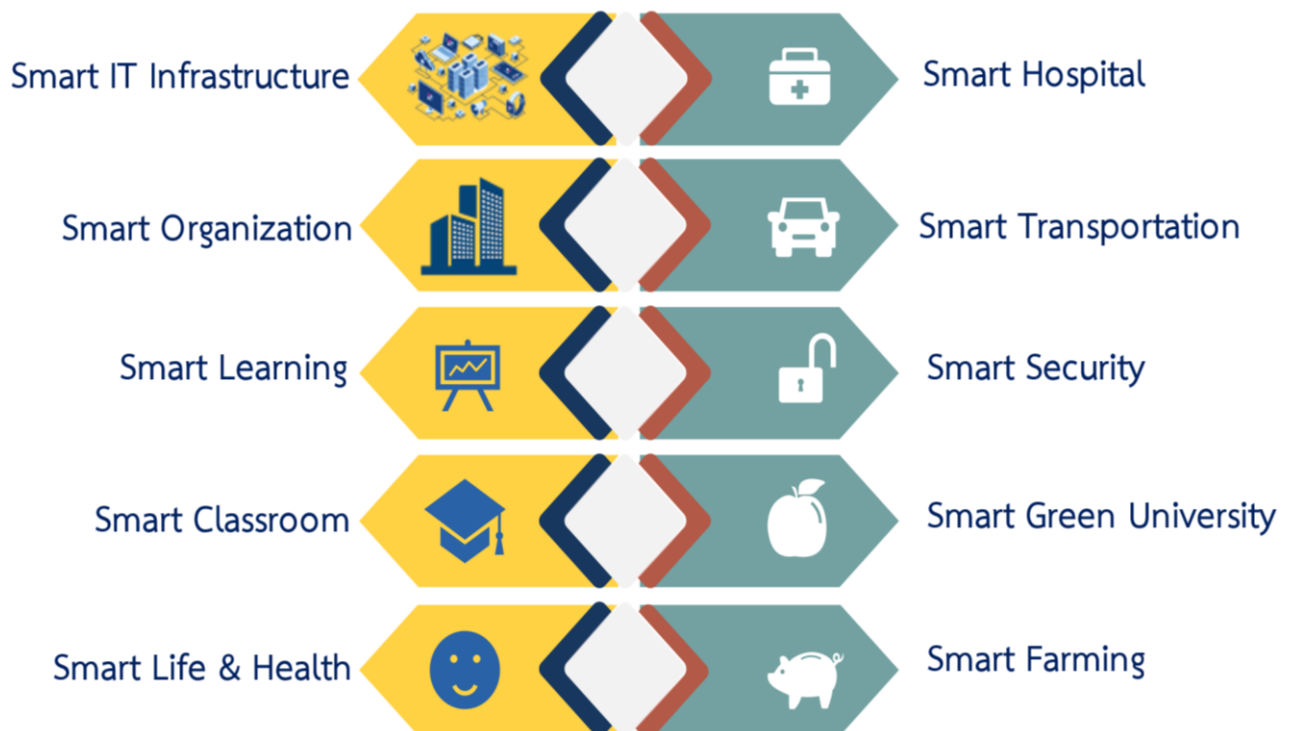 Smart IT Infrastructure
Smart Hospital
Smart Organization
Smart Transportation
Smart Learning
Smart Security
Smart Classroom
Smart Green University
Smart Life & Health
Smart Farming